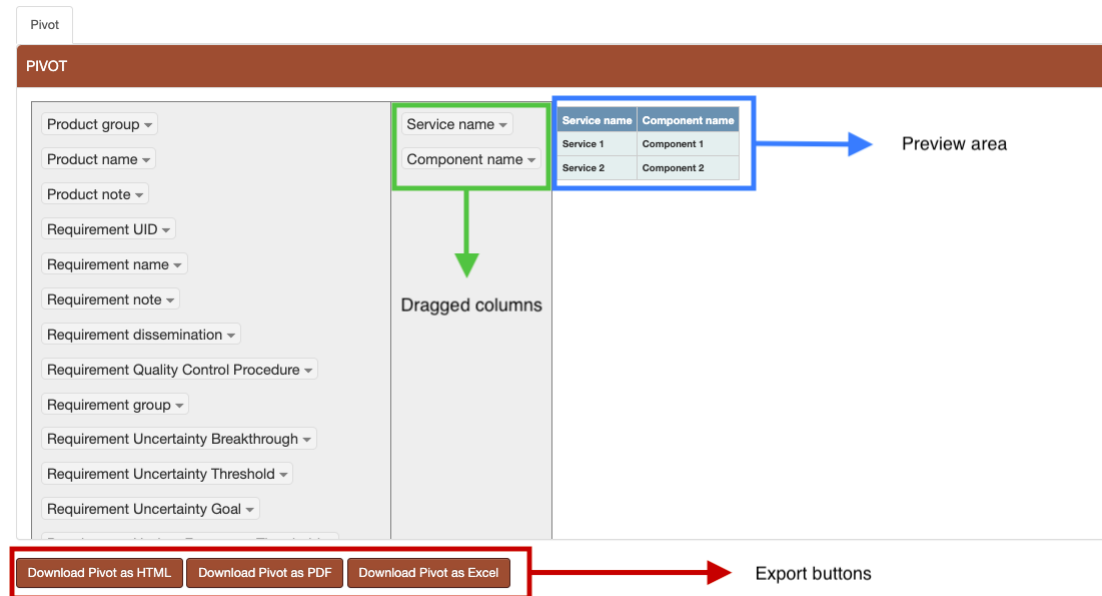 Pivot
PIVOT
Product group
Product name
Product note
Requirement UID
Requirement name
Requirement note
Requirement dissemination
Requirement Quality Control Procedure
Requirement group
Requirement Uncertainty Breakthrough
Requirement Uncertainty Threshold
Requirement Uncertainty Goal
Service name
Component name
Dragged columns
Service name Component name
Service 1 Component 1
Service 2 Component 2
Preview area
Download Pivot as HTML Download Pivot as PDF Download Pivot as Excel
Export buttons